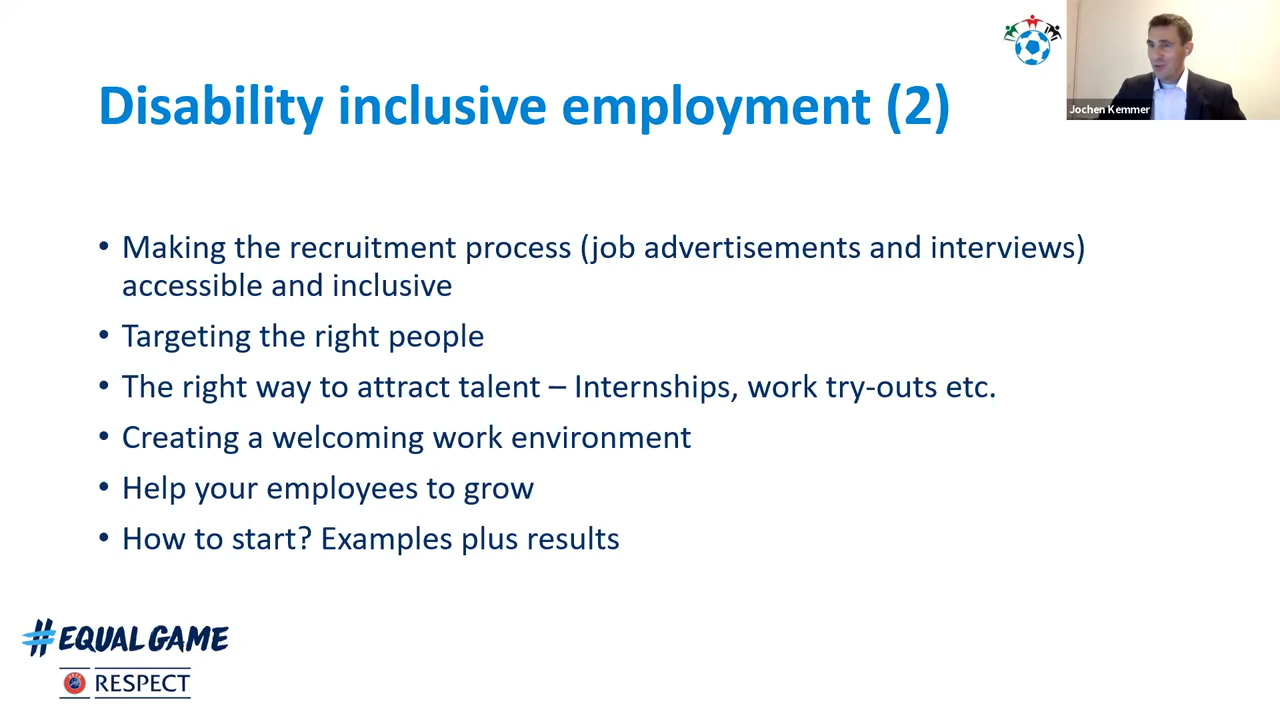 Disability inclusive employment (2)
Jochen Kemmer
• Making the recruitment process (job advertisements and interviews)
accessible and inclusive
• Targeting the right people
• The right way to attract talent – Internships, work try-outs etc.
• Creating a welcoming work environment
• Help your employees to grow
• How to start? Examples plus results
#EQUALGAME
RESPECT